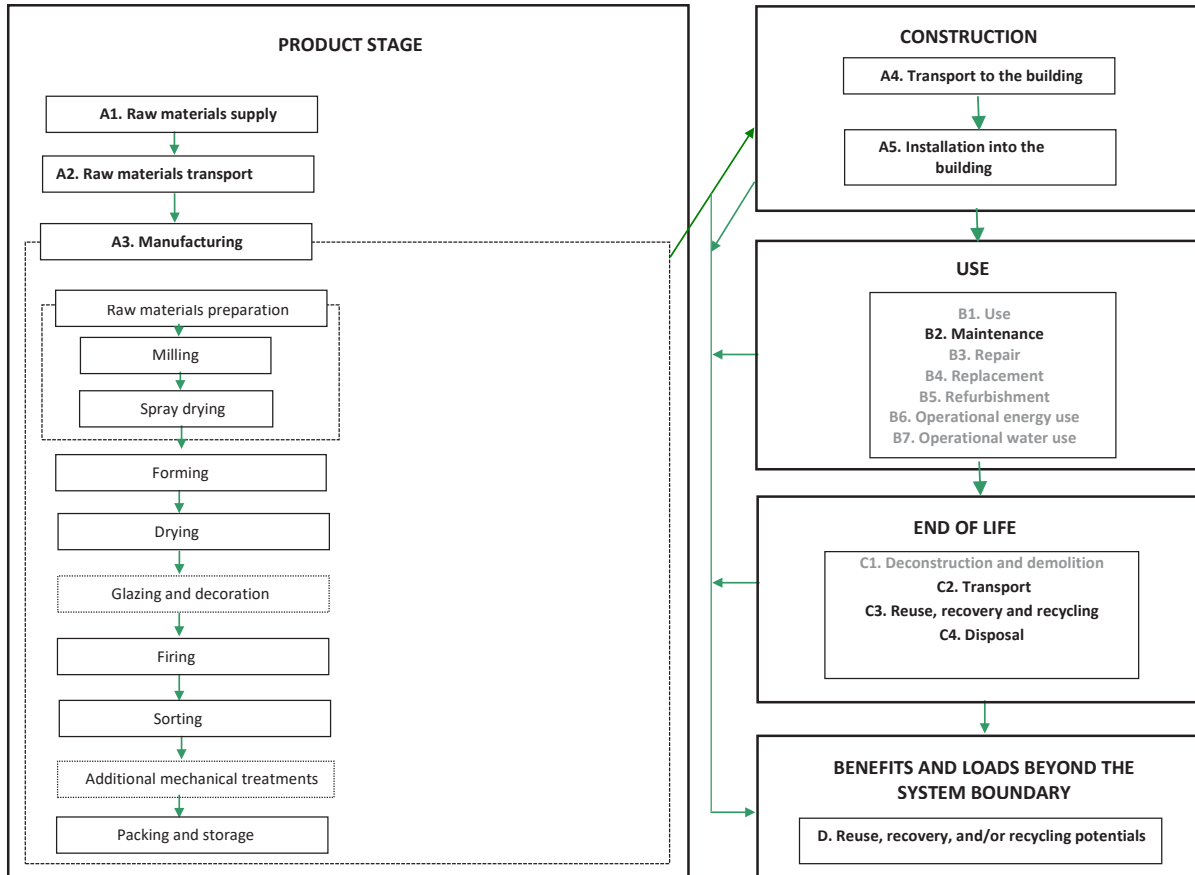 PRODUCT STAGE
A1. Raw materials supply
A2. Raw materials transport
A3. Manufacturing
Raw materials preparation
Milling
Spray drying
Forming
Drying
Glazing and decoration
Firing
Sorting
Additional mechanical treatments
Packing and storage
CONSTRUCTION
A4. Transport to the building
A5. Installation into the
building
USE
B1. Use
B2. Maintenance
B3. Repair
B4. Replacement
B5. Refurbishment
B6. Operational energy use
B7. Operational water use
END OF LIFE
C1. Deconstruction and demolition
C2. Transport
C3. Reuse, recovery and recycling
C4. Disposal
BENEFITS AND LOADS BEYOND THE
SYSTEM BOUNDARY
D. Reuse, recovery, and/or recycling potentials